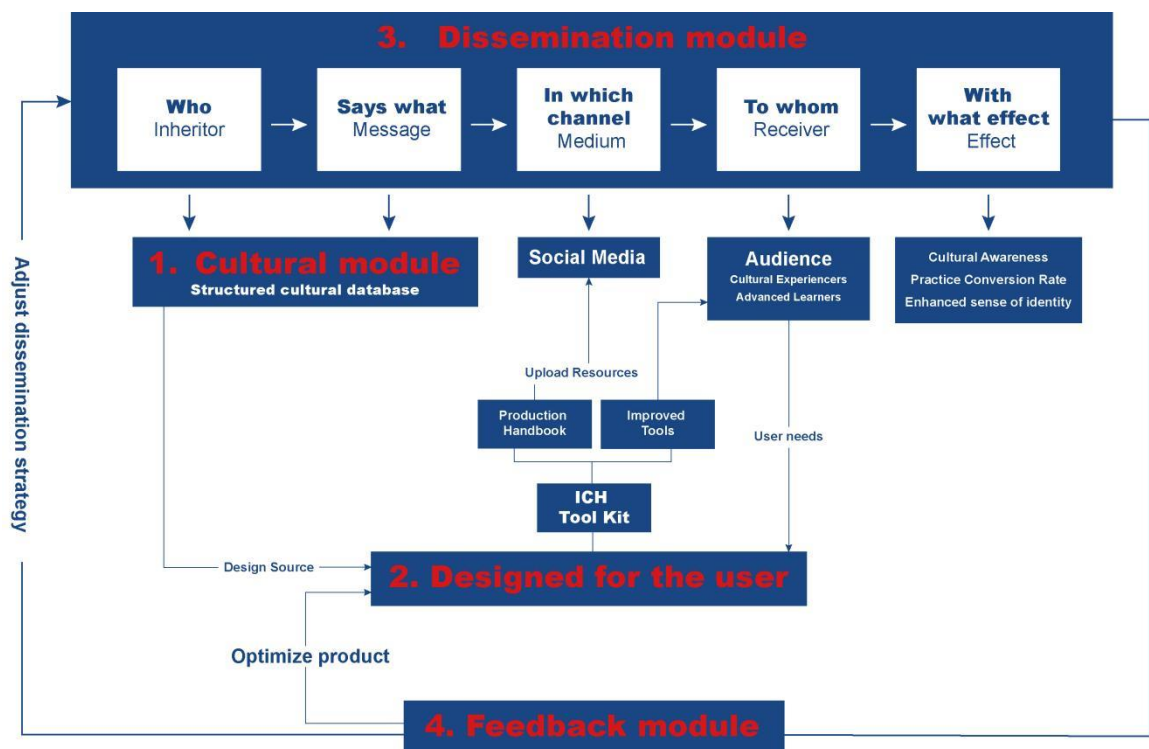 3. Dissemination module
Who
Inheritor
Says what
Message
In which
channel
Medium
To whom
Receiver
With
what effect
Effect
1. Cultural module
Structured cultural database
Social Media
Audience
Cultural Experiencers
Advanced Learners
Cultural Awareness
Practice Conversion Rate
Enhanced sense of identity
Adjust dissemination strategy
Upload Resources
Production
Handbook
Improved
Tools
User needs
ICH
Tool Kit
Design Source
2. Designed for the user
Optimize product
4. Feedback module